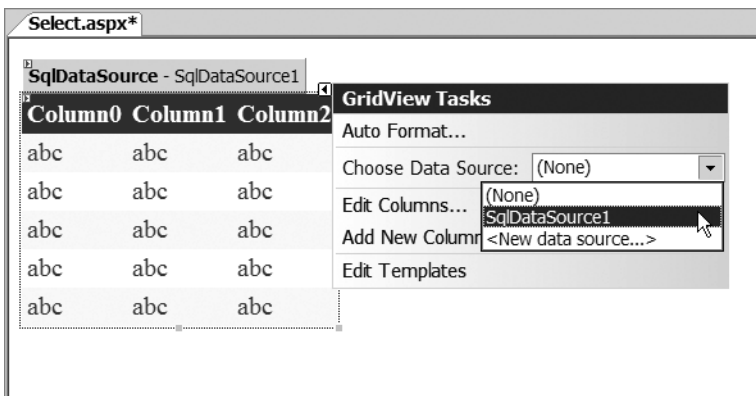 Select.aspx*
SqlDataSource - SqlDataSource1
Column0 Column1 Column2
abc abc abc
abc abc abc
abc abc abc
abc abc abc
abc abc abc
GridView Tasks
Auto Format...
Choose Data Source: (None)
(None)
SqlDataSource1
<New data source...>
Edit Columns...
Add New Column
Edit Templates